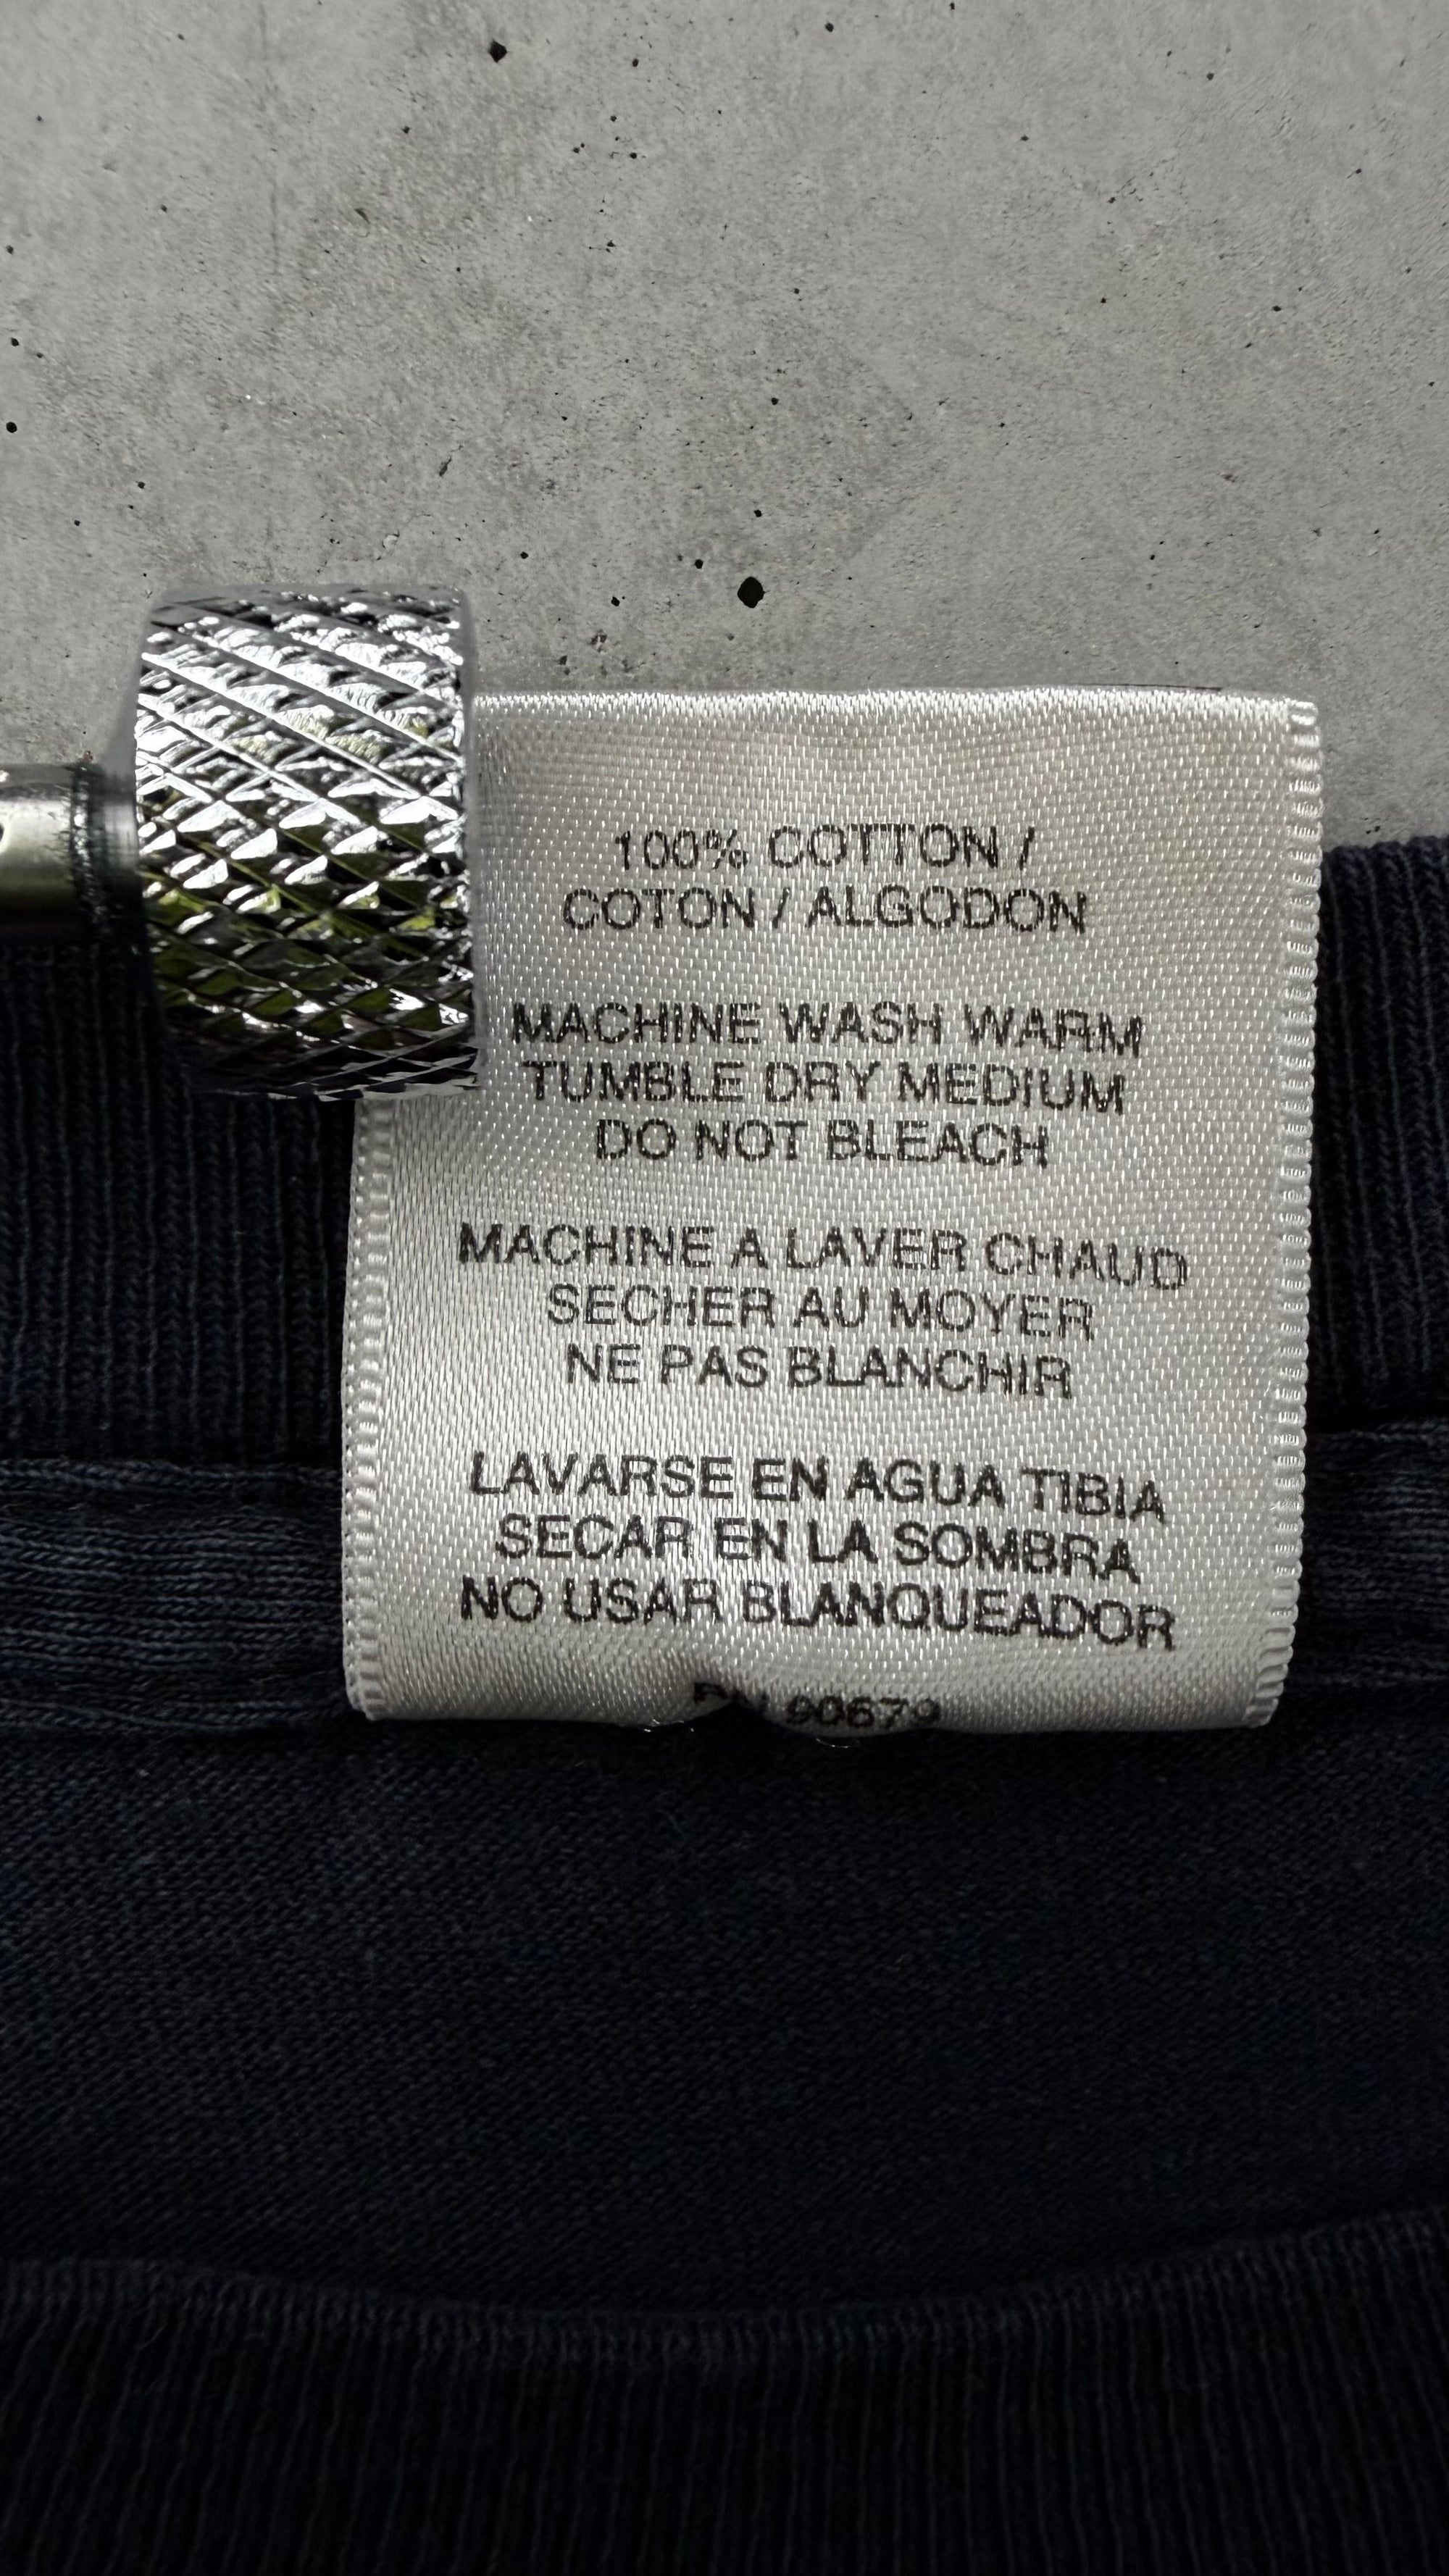 100% COTTON /
COTON / ALGODON
MACHINE WASH WARM
TUMBLE DRY MEDIUM
DO NOT BLEACH
MACHINE A LAVER CHAUD
SECHER AU MOYER
NE PAS BLANCHIR
LAVARSE EN AGUA TIBIA
SECAR EN LA SOMBRA
NO USAR BLANQUEADOR
90679